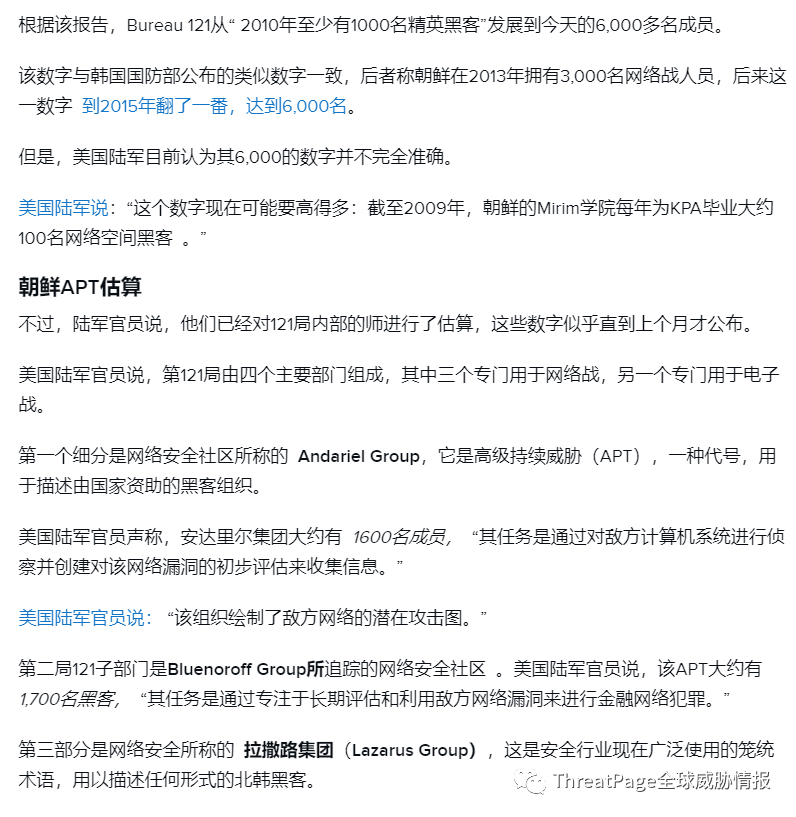 根据该报告，Bureau 121从“ 2010年至少有1000名精英黑客”发展到今天的6,000多名成员。
该数字与韩国国防部公布的类似数字一致，后者称朝鲜在2013年拥有3,000名网络战人员，后来这
一数字 到2015年翻了一番，达到6,000名。
但是，美国陆军目前认为其6,000的数字并不完全准确。
美国陆军说：“这个数字现在可能要高得多：截至2009年，朝鲜的Mirim学院每年为KPA毕业大约
100名网络空间黑客 。”
朝鲜APT估算
不过，陆军官员说，他们已经对121局内部的师进行了估算，这些数字似乎直到上个月才公布。
美国陆军官员说，第121局由四个主要部门组成，其中三个专门用于网络战，另一个专门用于电子
战。
第一个细分是网络安全社区所称的 Andariel Group，它是高级持续威胁（APT），一种代号，用
于描述由国家资助的黑客组织。
美国陆军官员声称，安达里尔集团大约有 1600名成员， “其任务是通过对敌方计算机系统进行侦
察并创建对该网络漏洞的初步评估来收集信息。”
美国陆军官员说： “该组织绘制了敌方网络的潜在攻击图。”
第二局121子部门是Bluenoroff Group所追踪的网络安全社区 。美国陆军官员说，该APT大约有
1,700名黑客， “其任务是通过专注于长期评估和利用敌方网络漏洞来进行金融网络犯罪。”
第三部分是网络安全所称的 拉撒路集团（Lazarus Group），这是安全行业现在广泛使用的笼统
术语，用以描述任何形式的北韩黑客。
ThreatPage全球威胁情报